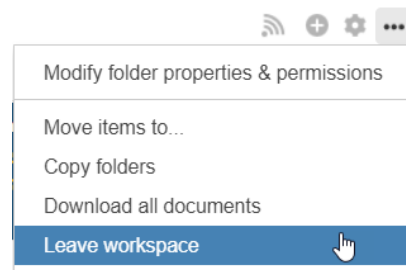 Modify folder properties & permissions
Move items to...
Copy folders
Download all documents
Leave workspace